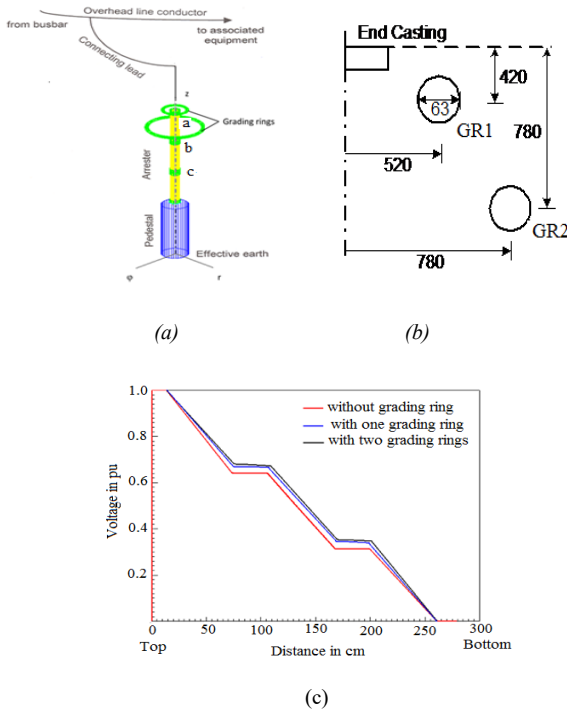 Overhead line conductor
from busbar
to associated
equipment
Connecting lead
z
a
Grading rings
b
Arrester
c
Pedestal
Effective earth
φ
r
(a)
End Casting
420
63
GR1
780
520
GR2
780
(b)
1.0
0.8
0.6
0.4
0.2
Voltage in pu
without grading ring
with one grading ring
with two grading rings
0 50 100 150 200 250 300
Top Distance in cm Bottom
(c)